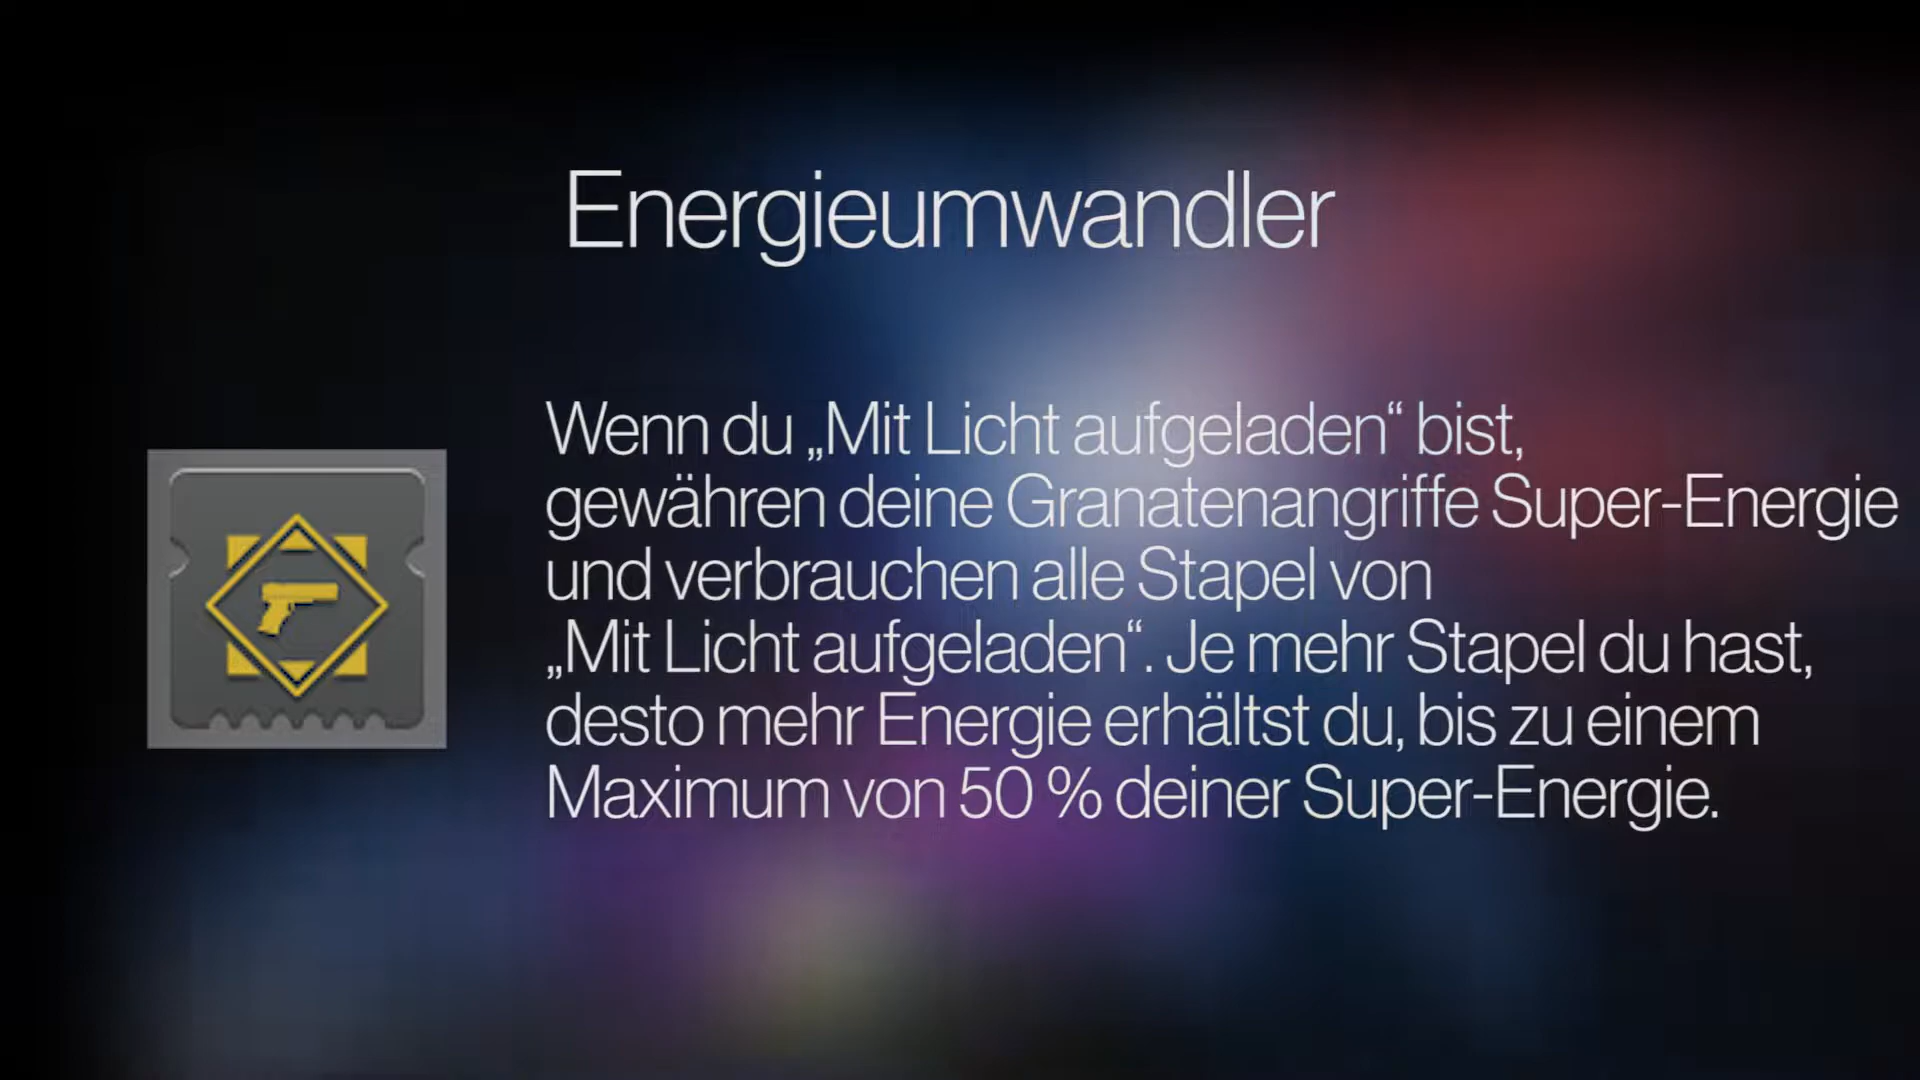 Energieumwandler
Wenn du „Mit Licht aufgeladen“ bist,
gewähren deine Granatenangriffe Super-Energie
und verbrauchen alle Stapel von
„Mit Licht aufgeladen“. Je mehr Stapel du hast,
desto mehr Energie erhältst du, bis zu einem
Maximum von 50 % deiner Super-Energie.